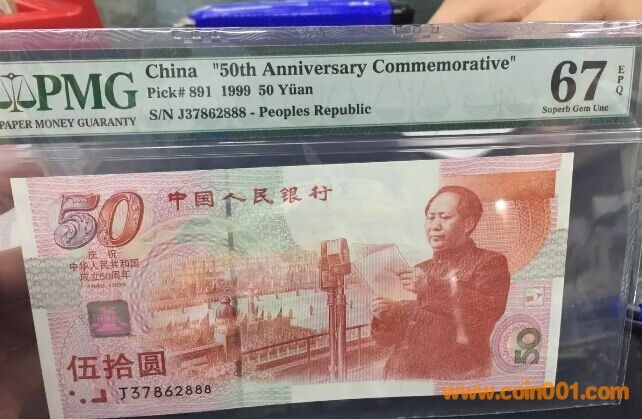 PMG
PAPER MONEY GUARANTY
China "50th Anniversary Commemorative"
Pick# 891 1999 50 Yüan
S/N J37862888 - Peoples Republic
67 EPQ
Superb Gem Unc
50
中国人民银行
庆祝
中华人民共和国
成立50周年
1949-1999
伍拾圆
J37862888
50
www.coin001.com